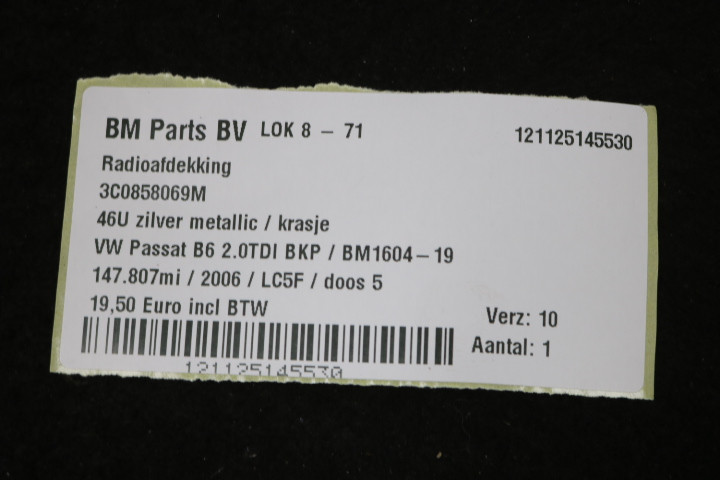 BM Parts BV LOK 8 - 71 121125145530
Radioafdekking
3C0858069M
46U zilver metallic / krasje
VW Passat B6 2.0TDI BKP / BM1604-19
147.807mi / 2006 / LC5F / doos 5
19,50 Euro incl BTW
Verz: 10
Aantal: 1
121125145530